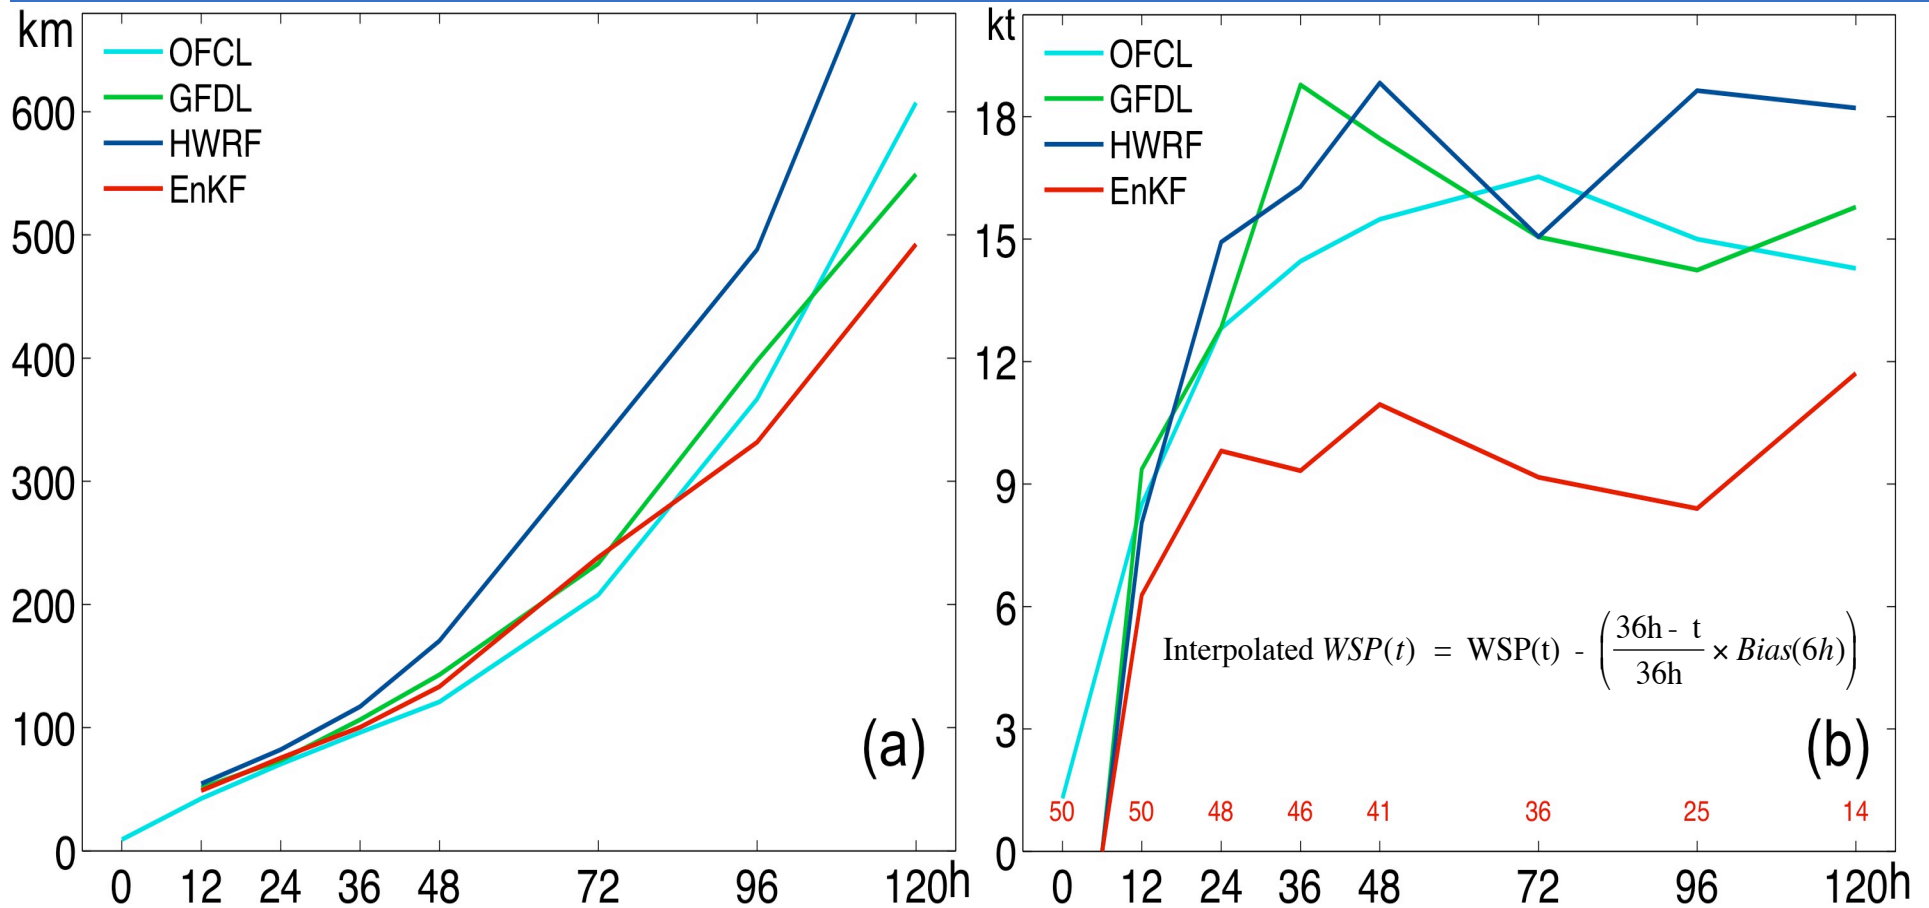 km
OFCL
GFDL
HWRF
EnKF
600
500
400
300
200
100
0
(a)
0 12 24 36 48 72 96 120h
kt
OFCL
GFDL
HWRF
EnKF
18
15
12
9
6
3
0
Interpolated WSP(t) = WSP(t) - (36h - t / 36h × Bias(6h))
(b)
50 50 48 46 41 36 25 14
0 12 24 36 48 72 96 120h